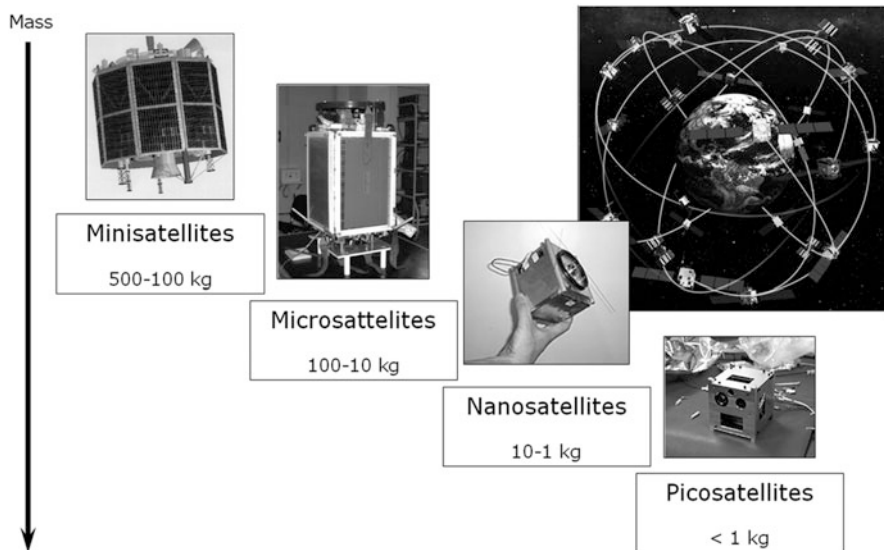 Mass
Minisatellites
500-100 kg
Microsattelites
100-10 kg
Nanosatellites
10-1 kg
Picosatellites
< 1 kg